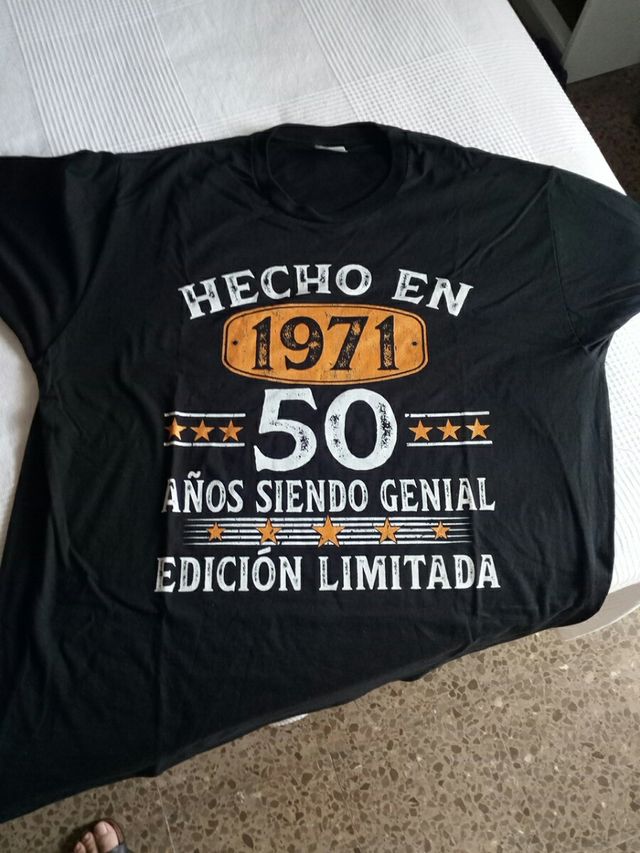 HECHO EN
1971
50
AÑOS SIENDO GENIAL
EDICIÓN LIMITADA